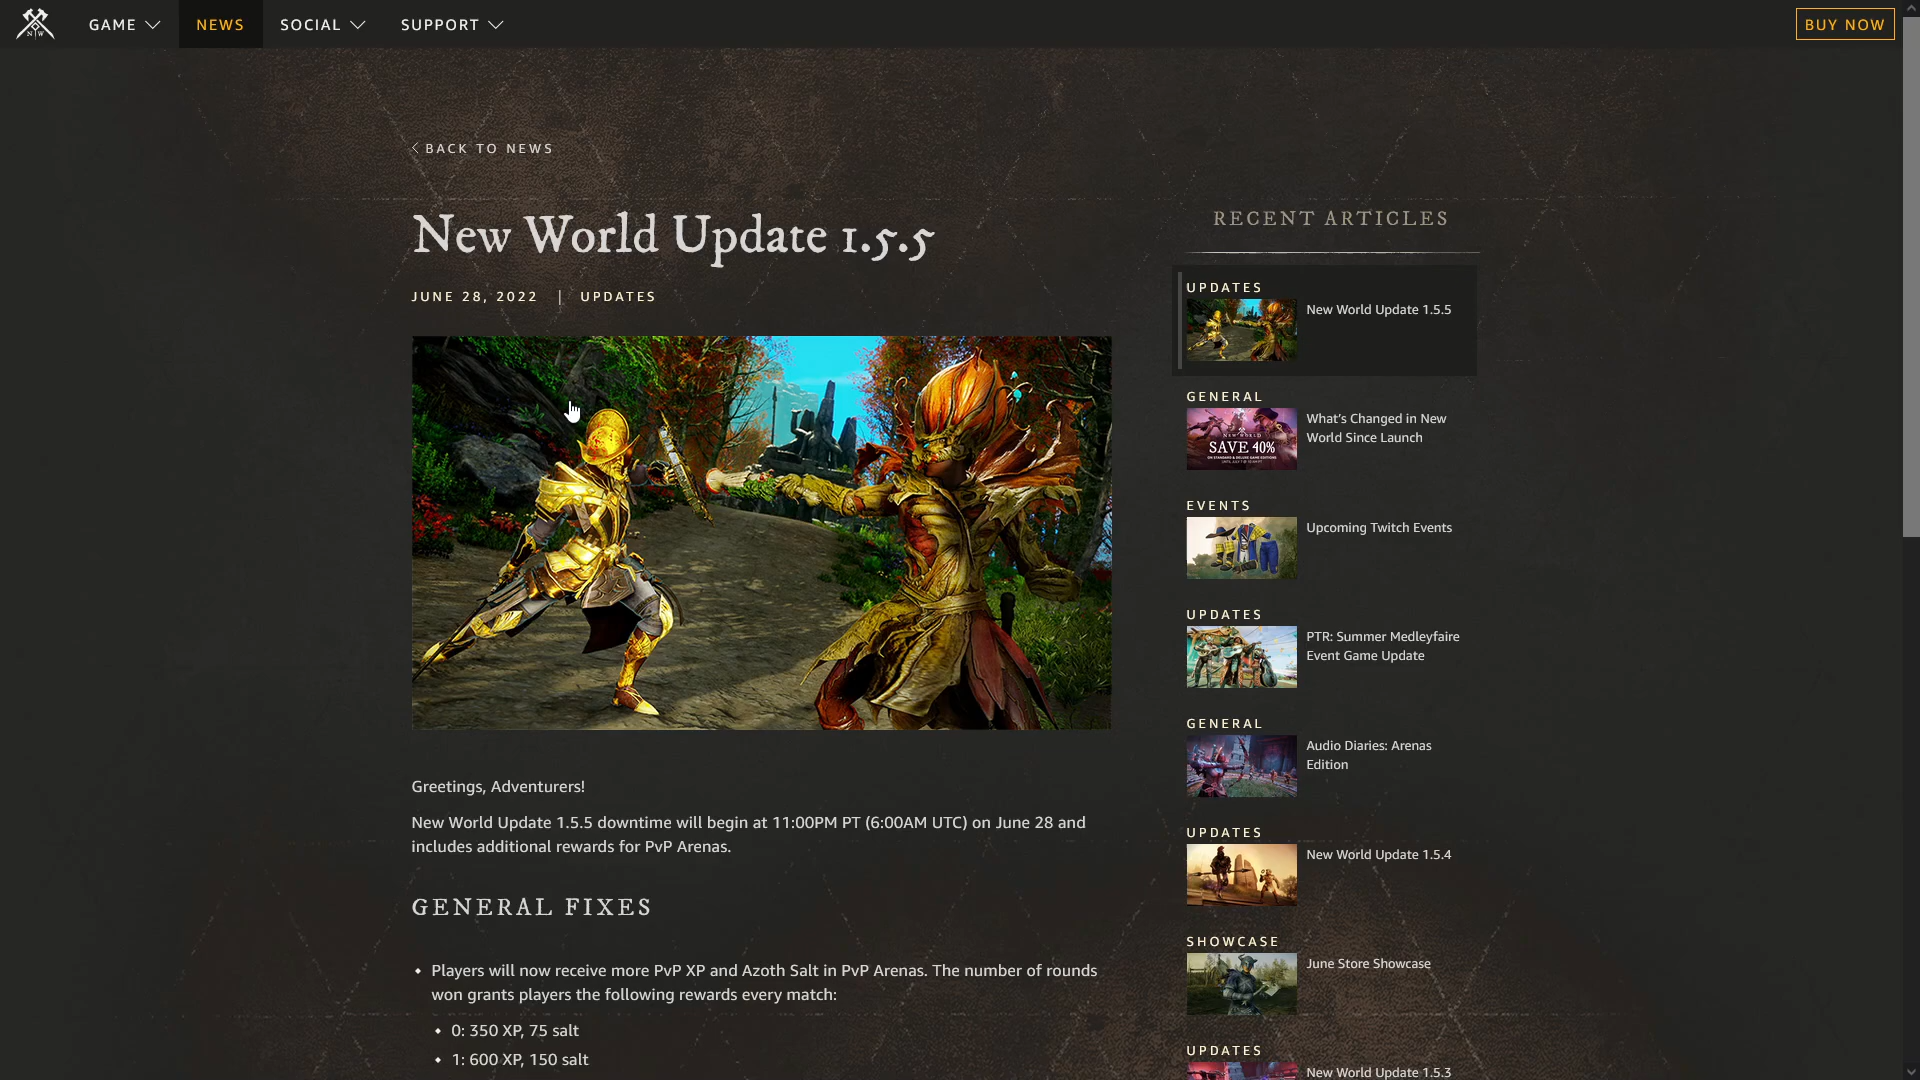 GAME
NEWS
SOCIAL
SUPPORT
BUY NOW
BACK TO NEWS
New World Update 1.5.5
JUNE 28, 2022 | UPDATES
Greetings, Adventurers!
New World Update 1.5.5 downtime will begin at 11:00PM PT (6:00AM UTC) on June 28 and
includes additional rewards for PvP Arenas.
GENERAL FIXES
Players will now receive more PvP XP and Azoth Salt in PvP Arenas. The number of rounds
won grants players the following rewards every match:
0: 350 XP, 75 salt
1: 600 XP, 150 salt
RECENT ARTICLES
UPDATES
New World Update 1.5.5
GENERAL
NEW WORLD
SAVE 40%
What's Changed in New
World Since Launch
EVENTS
Upcoming Twitch Events
UPDATES
PTR: Summer Medleyfaire
Event Game Update
GENERAL
Audio Diaries: Arenas
Edition
UPDATES
New World Update 1.5.4
SHOWCASE
June Store Showcase
UPDATES
New World Update 1.5.3